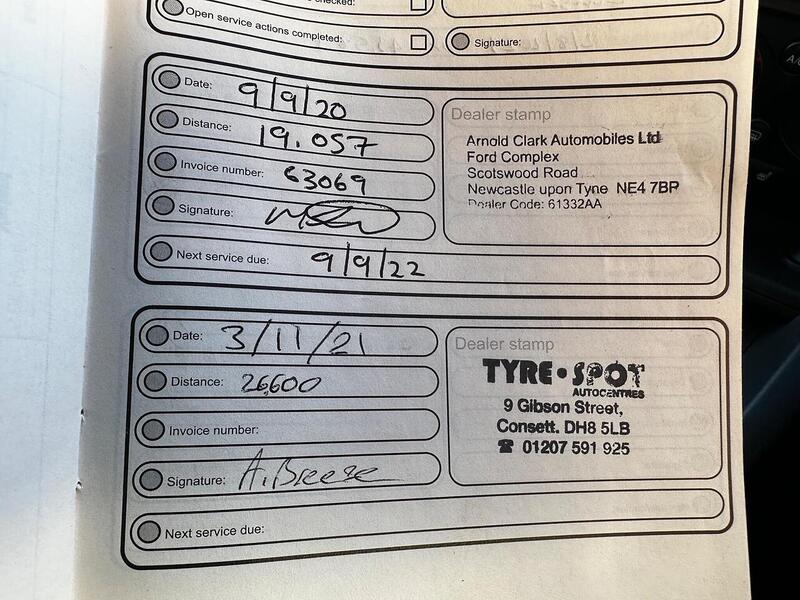 Open service actions completed:
Signature:
Date: 9/9/20
Distance: 19.057
Invoice number: 63069
Signature:
Next service due: 9/9/22
Dealer stamp
Arnold Clark Automobiles Ltd
Ford Complex
Scotswood Road
Newcastle upon Tyne NE4 7BP
Dealer Code: 61332AA
Date: 3/11/21
Distance: 26,600
Invoice number:
Signature: A. Breeze
Next service due:
Dealer stamp
TYRE • SPOT
AUTOCENTRES
9 Gibson Street,
Consett. DH8 5LB
☎ 01207 591 925